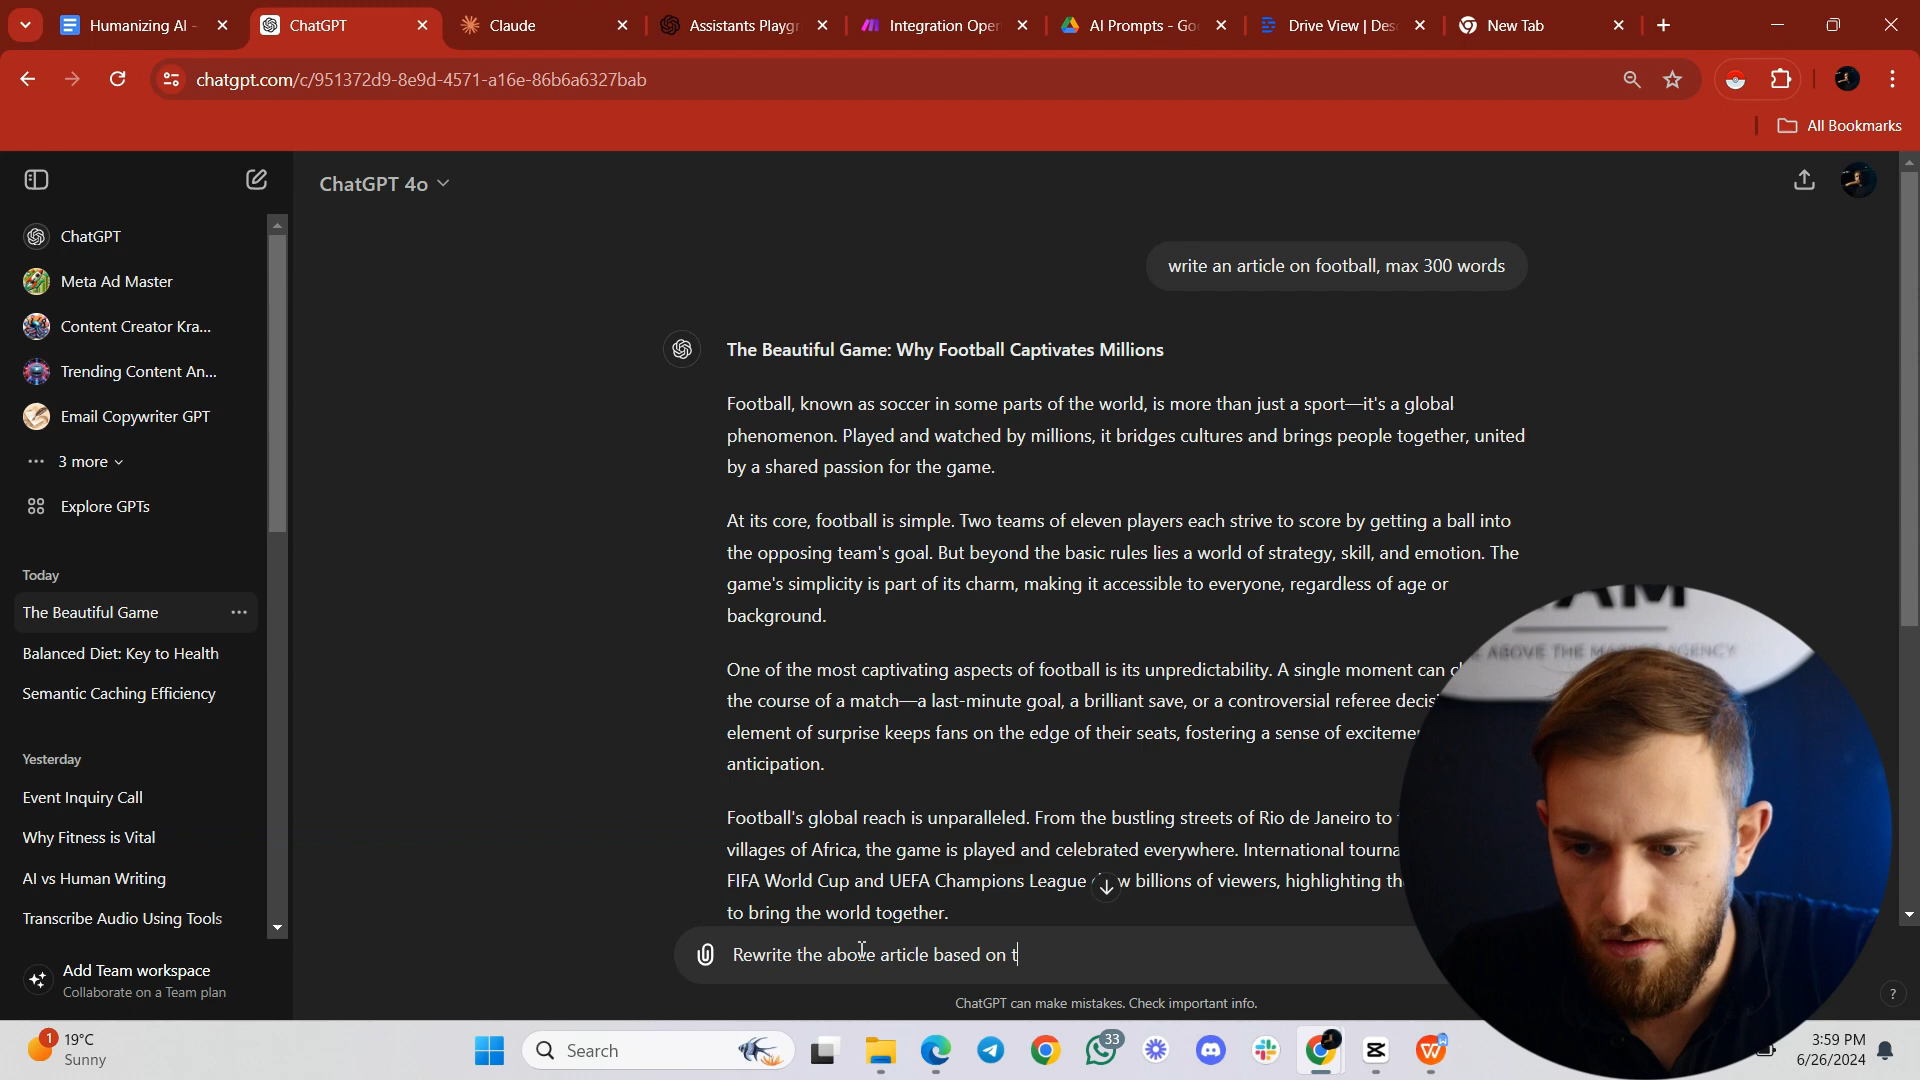 Humanizing AI -
ChatGPT
Claude
Assistants Playgr
Integration Oper
AI Prompts - Go
Drive View | Des
New Tab
chatgpt.com/c/951372d9-8e9d-4571-a16e-86b6a6327bab
All Bookmarks
ChatGPT 4o
ChatGPT
Meta Ad Master
Content Creator Kra...
Trending Content An...
Email Copywriter GPT
3 more
Explore GPTs
Today
The Beautiful Game
Balanced Diet: Key to Health
Semantic Caching Efficiency
Yesterday
Event Inquiry Call
Why Fitness is Vital
AI vs Human Writing
Transcribe Audio Using Tools
Add Team workspace
Collaborate on a Team plan
write an article on football, max 300 words
The Beautiful Game: Why Football Captivates Millions
Football, known as soccer in some parts of the world, is more than just a sport—it's a global
phenomenon. Played and watched by millions, it bridges cultures and brings people together, united
by a shared passion for the game.
At its core, football is simple. Two teams of eleven players each strive to score by getting a ball into
the opposing team's goal. But beyond the basic rules lies a world of strategy, skill, and emotion. The
game's simplicity is part of its charm, making it accessible to everyone, regardless of age or
background.
One of the most captivating aspects of football is its unpredictability. A single moment can
the course of a match—a last-minute goal, a brilliant save, or a controversial referee
element of surprise keeps fans on the edge of their seats, fostering a sense of
anticipation.
Football's global reach is unparalleled. From the bustling streets of Rio de Janeiro to
villages of Africa, the game is played and celebrated everywhere. International
FIFA World Cup and UEFA Champions League billions of viewers, highlighting
to bring the world together.
Rewrite the above article based on t
ChatGPT can make mistakes. Check important info.
?
ABOVE THE MARKET AGENCY
1
19°C
Sunny
Search
33
3:59 PM
6/26/2024